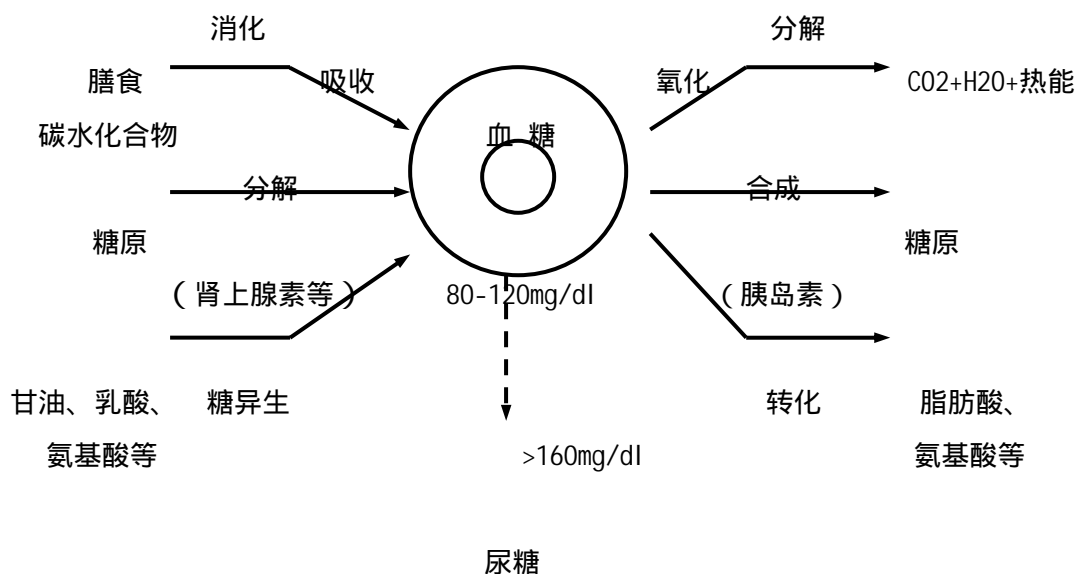 消化 分解
膳食 吸收 氧化 CO2+H2O+热能
碳水化合物 血 糖
分解 合成
糖原 糖原
（肾上腺素等） 80-120mg/dl （胰岛素）
甘油、乳酸、 糖异生 转化 脂肪酸、
氨基酸等 >160mg/dl 氨基酸等
尿糖